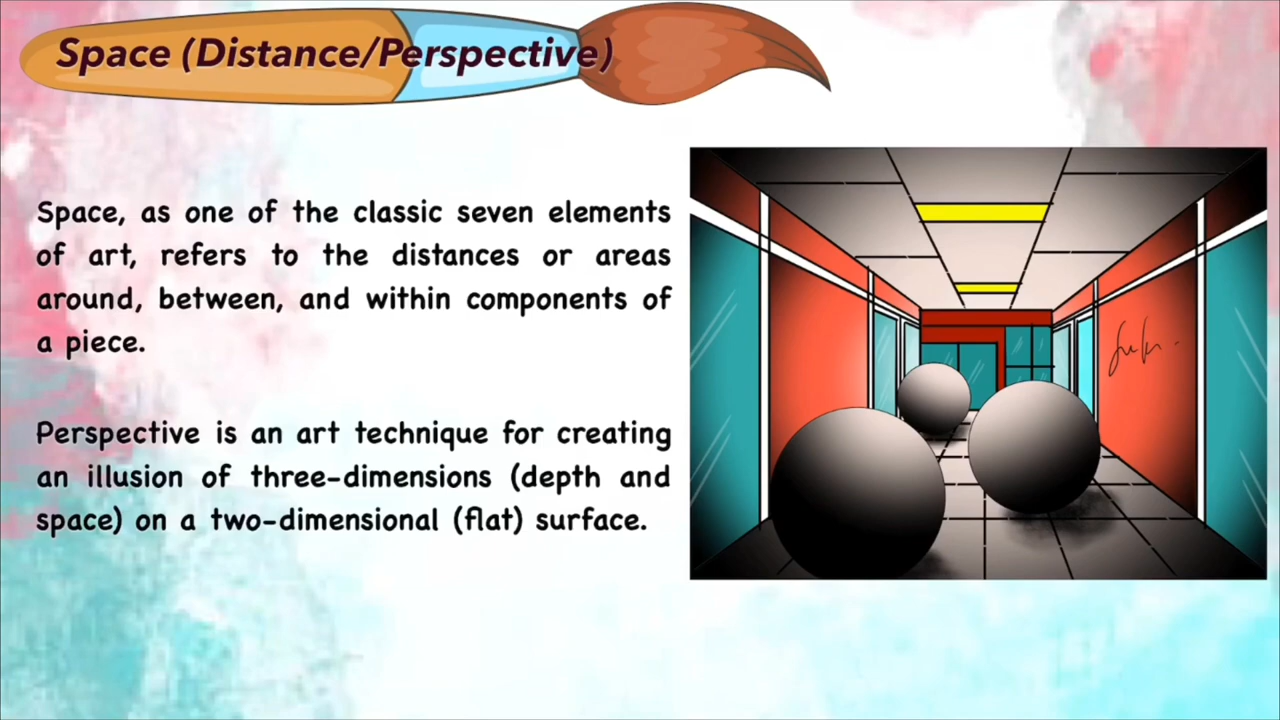 Space (Distance/Perspective)
Space, as one of the classic seven elements
of art, refers to the distances or areas
around, between, and within components of
a piece.
Perspective is an art technique for creating
an illusion of three-dimensions (depth and
space) on a two-dimensional (flat) surface.